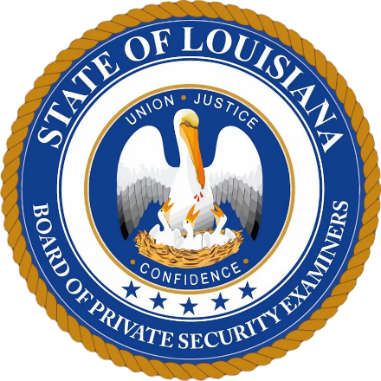 STATE OF LOUISIANA
UNION · JUSTICE
· CONFIDENCE ·
BOARD OF PRIVATE SECURITY EXAMINERS